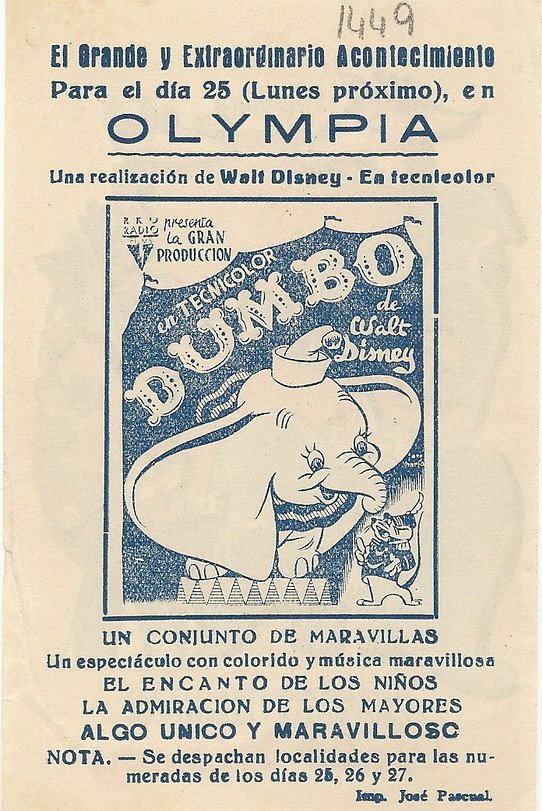 1449
El Grande y Extraordinario Acontecimiento
Para el día 25 (Lunes próximo), en
OLYMPIA
Una realización de Walt Disney - En tecnicolor
RKO
RADIO
FILMS
presenta
la GRAN
PRODUCCION
en TECNICOLOR
DUMBO
de
Walt
Disney
UN CONJUNTO DE MARAVILLAS
Un espectáculo con colorido y música maravillosa
EL ENCANTO DE LOS NIÑOS
LA ADMIRACION DE LOS MAYORES
ALGO UNICO Y MARAVILLOSO
NOTA. — Se despachan localidades para las nu-
meradas de los días 25, 26 y 27.
Imp. José Pascual.